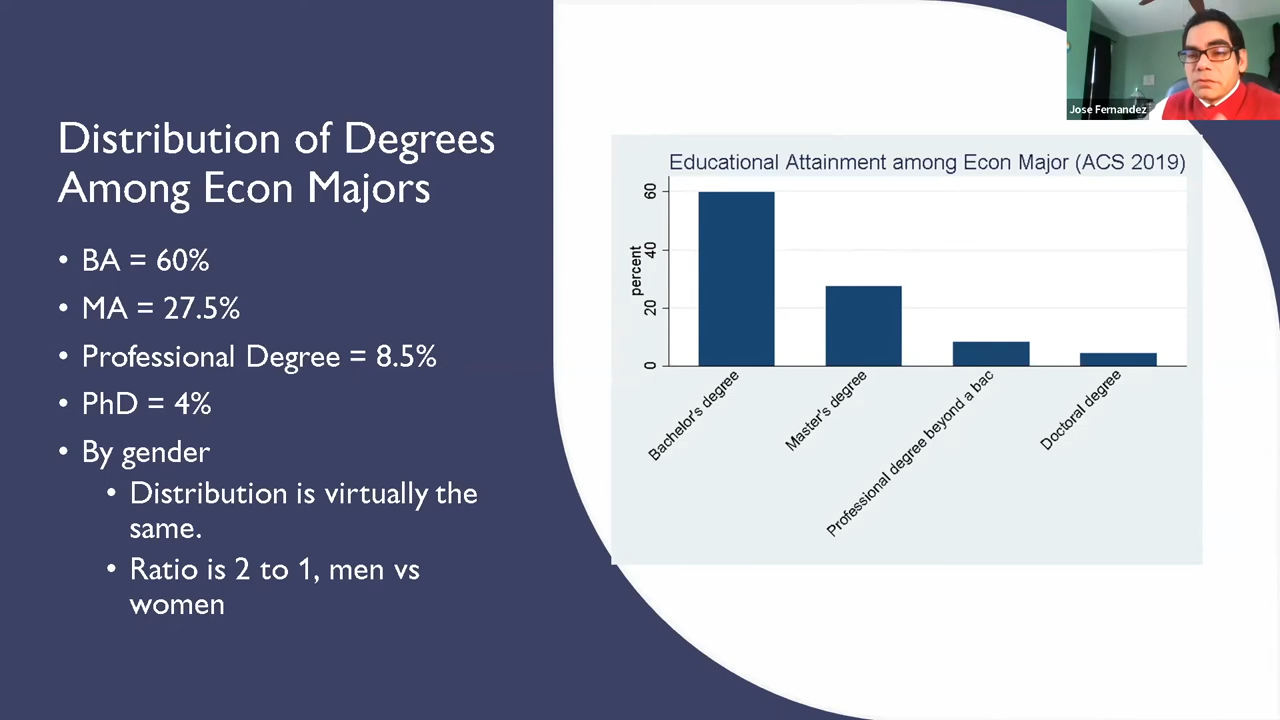 Distribution of Degrees
Among Econ Majors
• BA = 60%
• MA = 27.5%
• Professional Degree = 8.5%
• PhD = 4%
• By gender
• Distribution is virtually the
same.
• Ratio is 2 to 1, men vs
women
Jose Fernandez
Educational Attainment among Econ Major (ACS 2019)
percent
60
40
20
0
Bachelor's degree
Master's degree
Professional degree beyond a bac
Doctoral degree